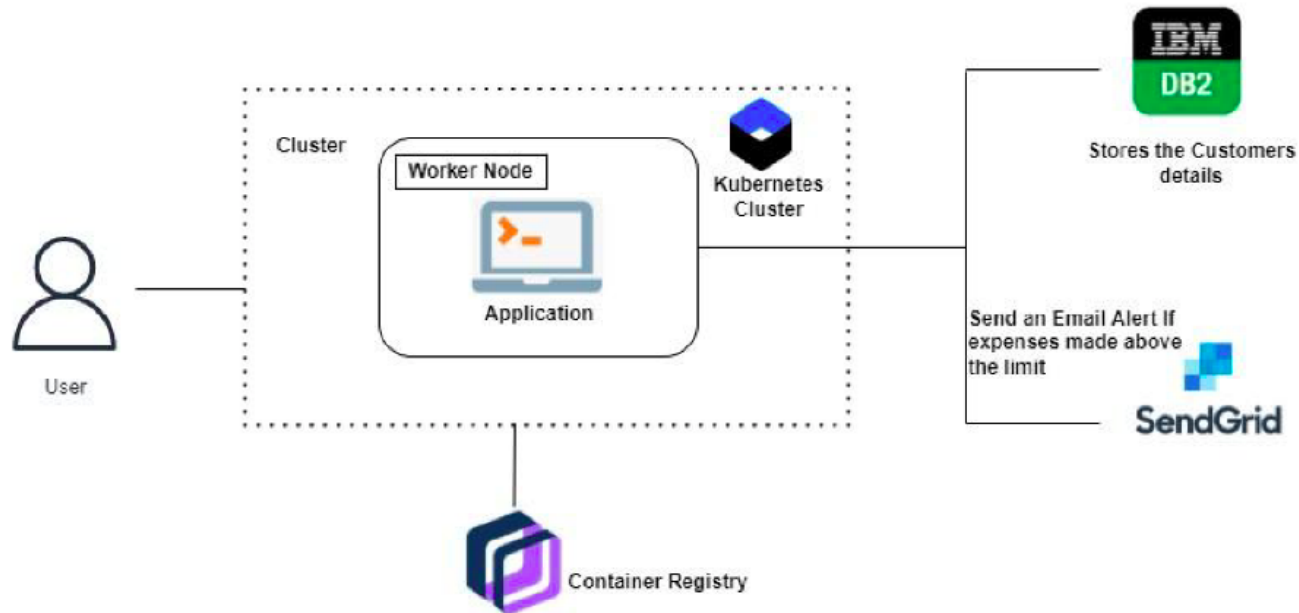 IBM
DB2
Stores the Customers
details
Cluster
Worker Node
Kubernetes
Cluster
Application
User
Send an Email Alert If
expenses made above
the limit
SendGrid
Container Registry